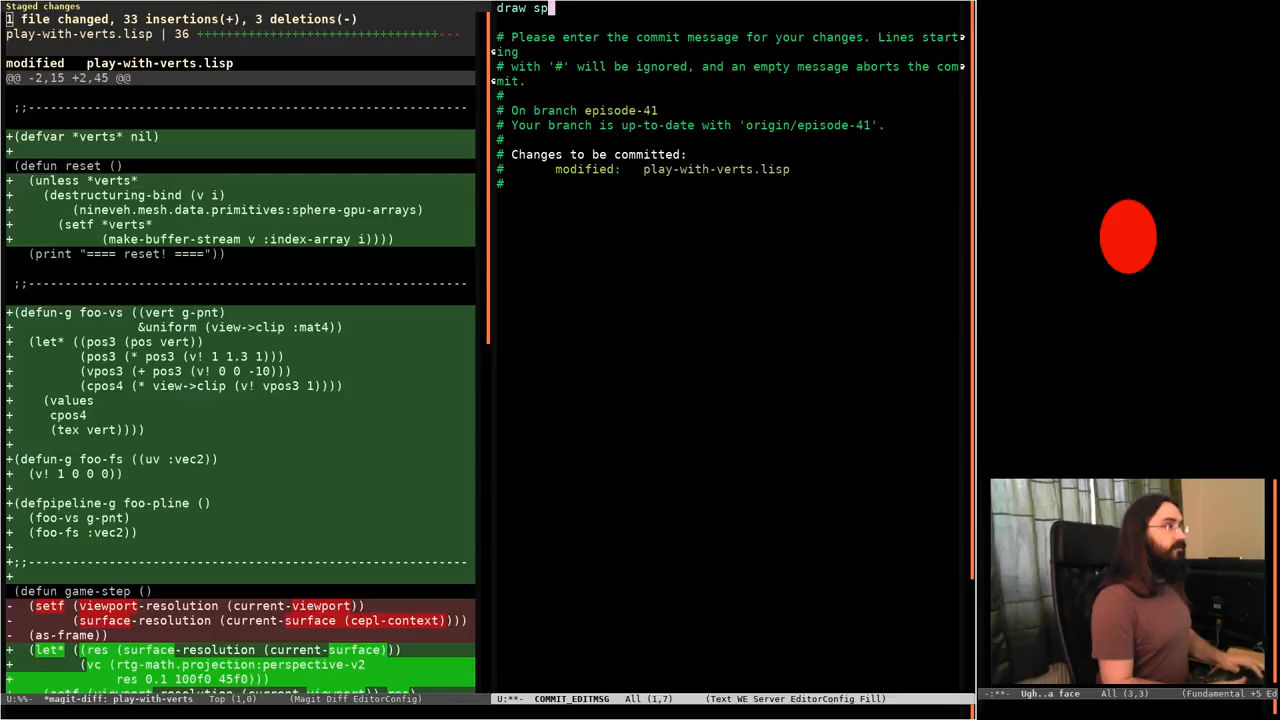 Staged changes
1 file changed, 33 insertions(+), 3 deletions(-)
play-with-verts.lisp | 36 +++++++++++++++++++++++++++++++++---
modified   play-with-verts.lisp
@@ -2,15 +2,45 @@
 ;;------------------------------------------------------------
+(defvar *verts* nil)
+
 (defun reset ()
+  (unless *verts*
+    (destructuring-bind (v i)
+        (nineveh.mesh.data.primitives:sphere-gpu-arrays)
+      (setf *verts*
+            (make-buffer-stream v :index-array i))))
   (print "==== reset! ===="))
 ;;------------------------------------------------------------
+(defun-g foo-vs ((vert g-pnt)
+                 &uniform (view->clip :mat4))
+  (let* ((pos3 (pos vert))
+         (pos3 (* pos3 (v! 1 1.3 1)))
+         (vpos3 (+ pos3 (v! 0 0 -10)))
+         (cpos4 (* view->clip (v! vpos3 1))))
+    (values
+     cpos4
+     (tex vert))))
+
+(defun-g foo-fs ((uv :vec2))
+  (v! 1 0 0 0))
+
+(defpipeline-g foo-pline ()
+  (foo-vs g-pnt)
+  (foo-fs :vec2))
+
+;;------------------------------------------------------------
+
 (defun game-step ()
-  (setf (viewport-resolution (current-viewport))
-        (surface-resolution (current-surface (cepl-context))))
-  (as-frame))
+  (let* ((res (surface-resolution (current-surface)))
+         (vc (rtg-math.projection:perspective-v2
+              res 0.1 100f0 45f0)))
U:%%-  *magit-diff: play-with-verts   Top (1,0)     (Magit Diff EditorConfig)
draw sp
# Please enter the commit message for your changes. Lines start
ing
# with '#' will be ignored, and an empty message aborts the com
mit.
#
# On branch episode-41
# Your branch is up-to-date with 'origin/episode-41'.
#
# Changes to be committed:
#       modified:   play-with-verts.lisp
#
U:**-  COMMIT_EDITMSG   All (1,7)      (Text WE Server EditorConfig Fill)
-:**-  Ugh..a face    All (3,3)     (Fundamental +5 Ed